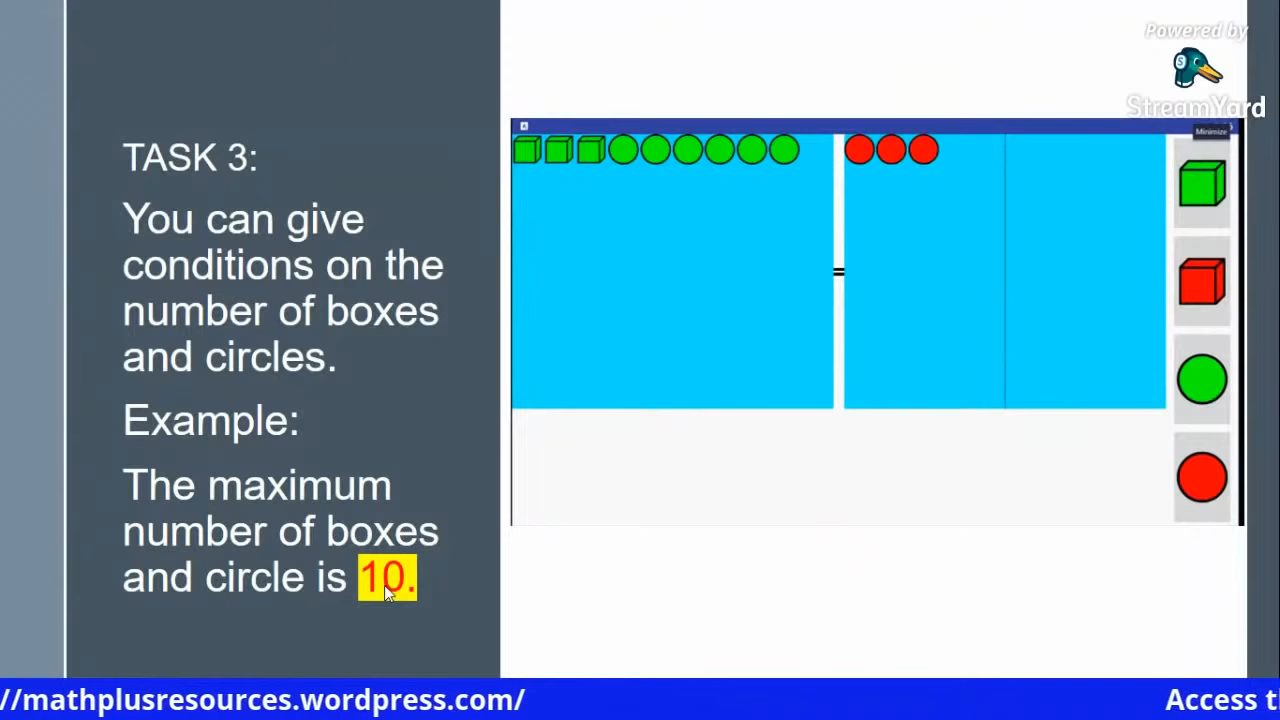 Powered by
StreamYard
Minimize
TASK 3:
You can give
conditions on the
number of boxes
and circles.
Example:
The maximum
number of boxes
and circle is 10.
=
//mathplusresources.wordpress.com/
Access t